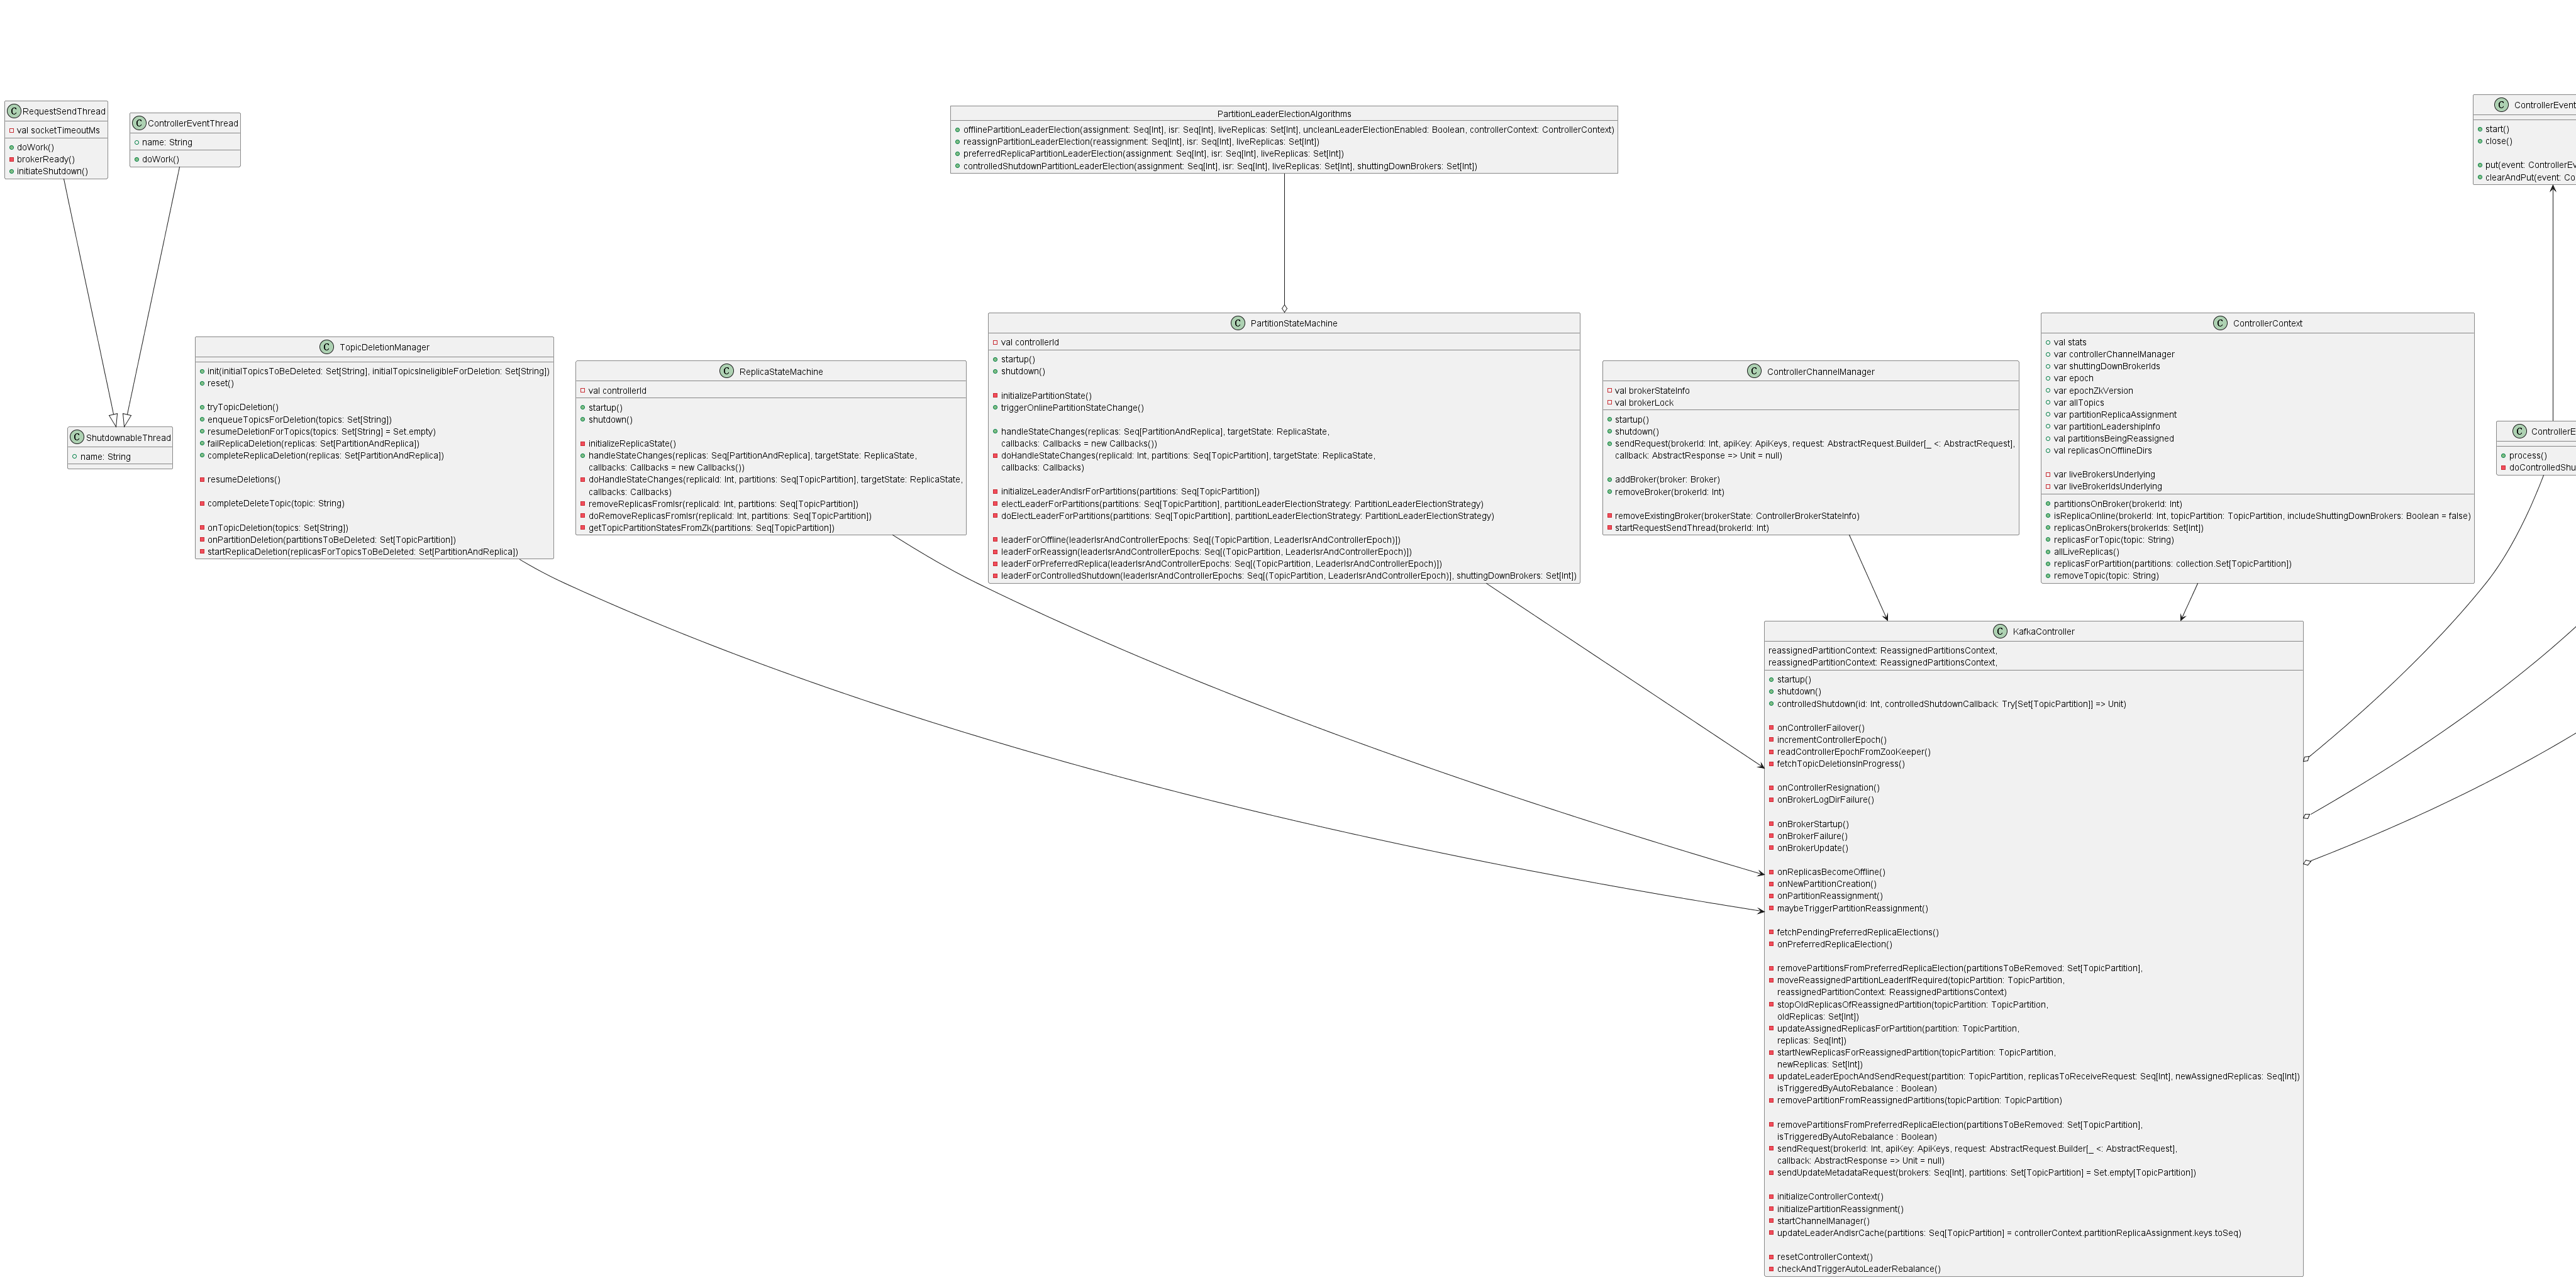 RequestSendThread
val socketTimeoutMs
doWork()
brokerReady()
initiateShutdown()
ControllerEventThread
name: String
doWork()
PartitionLeaderElectionAlgorithms
offlinePartitionLeaderElection(assignment: Seq[Int], isr: Seq[Int], liveReplicas: Set[Int], uncleanLeaderElectionEnabled: Boolean, controllerContext: ControllerContext)
reassignPartitionLeaderElection(reassignment: Seq[Int], isr: Seq[Int], liveReplicas: Set[Int])
preferredReplicaPartitionLeaderElection(assignment: Seq[Int], isr: Seq[Int], liveReplicas: Set[Int])
controlledShutdownPartitionLeaderElection(assignment: Seq[Int], isr: Seq[Int], liveReplicas: Set[Int], shuttingDownBrokers: Set[Int])
ControllerEvent
start()
close()
put(event: ControllerEv
clearAndPut(event: Co
ShutdownableThread
name: String
TopicDeletionManager
init(initialTopicsToBeDeleted: Set[String], initialTopicsIneligibleForDeletion: Set[String])
reset()
tryTopicDeletion()
enqueueTopicsForDeletion(topics: Set[String])
resumeDeletionForTopics(topics: Set[String] = Set.empty)
failReplicaDeletion(replicas: Set[PartitionAndReplica])
completeReplicaDeletion(replicas: Set[PartitionAndReplica])
resumeDeletions()
completeDeleteTopic(topic: String)
onTopicDeletion(topics: Set[String])
onPartitionDeletion(partitionsToBeDeleted: Set[TopicPartition])
startReplicaDeletion(replicasForTopicsToBeDeleted: Set[PartitionAndReplica])
ReplicaStateMachine
val controllerId
startup()
shutdown()
initializeReplicaState()
handleStateChanges(replicas: Seq[PartitionAndReplica], targetState: ReplicaState,
callbacks: Callbacks = new Callbacks())
doHandleStateChanges(replicaId: Int, partitions: Seq[TopicPartition], targetState: ReplicaState,
callbacks: Callbacks)
removeReplicasFromIsr(replicaId: Int, partitions: Seq[TopicPartition])
doRemoveReplicasFromIsr(replicaId: Int, partitions: Seq[TopicPartition])
getTopicPartitionStatesFromZk(partitions: Seq[TopicPartition])
PartitionStateMachine
val controllerId
startup()
shutdown()
initializePartitionState()
triggerOnlinePartitionStateChange()
handleStateChanges(replicas: Seq[PartitionAndReplica], targetState: ReplicaState,
callbacks: Callbacks = new Callbacks())
doHandleStateChanges(replicaId: Int, partitions: Seq[TopicPartition], targetState: ReplicaState,
callbacks: Callbacks)
initializeLeaderAndIsrForPartitions(partitions: Seq[TopicPartition])
electLeaderForPartitions(partitions: Seq[TopicPartition], partitionLeaderElectionStrategy: PartitionLeaderElectionStrategy)
doElectLeaderForPartitions(partitions: Seq[TopicPartition], partitionLeaderElectionStrategy: PartitionLeaderElectionStrategy)
leaderForOffline(leaderIsrAndControllerEpochs: Seq[(TopicPartition, LeaderIsrAndControllerEpoch)])
leaderForReassign(leaderIsrAndControllerEpochs: Seq[(TopicPartition, LeaderIsrAndControllerEpoch)])
leaderForPreferredReplica(leaderIsrAndControllerEpochs: Seq[(TopicPartition, LeaderIsrAndControllerEpoch)])
leaderForControlledShutdown(leaderIsrAndControllerEpochs: Seq[(TopicPartition, LeaderIsrAndControllerEpoch)], shuttingDownBrokers: Set[Int])
ControllerChannelManager
val brokerStateInfo
val brokerLock
startup()
shutdown()
sendRequest(brokerId: Int, apiKey: ApiKeys, request: AbstractRequest.Builder[_ <: AbstractRequest],
callback: AbstractResponse => Unit = null)
addBroker(broker: Broker)
removeBroker(brokerId: Int)
removeExistingBroker(brokerState: ControllerBrokerStateInfo)
startRequestSendThread(brokerId: Int)
ControllerContext
val stats
var controllerChannelManager
var shuttingDownBrokerIds
var epoch
var epochZkVersion
var allTopics
var partitionReplicaAssignment
var partitionLeadershipInfo
val partitionsBeingReassigned
val replicasOnOfflineDirs
var liveBrokersUnderlying
var liveBrokerIdsUnderlying
partitionsOnBroker(brokerId: Int)
isReplicaOnline(brokerId: Int, topicPartition: TopicPartition, includeShuttingDownBrokers: Boolean = false)
replicasOnBrokers(brokerIds: Set[Int])
replicasForTopic(topic: String)
allLiveReplicas()
replicasForPartition(partitions: collection.Set[TopicPartition])
removeTopic(topic: String)
ControllerE
process()
doControlledShu
KafkaController
reassignedPartitionContext: ReassignedPartitionsContext,
reassignedPartitionContext: ReassignedPartitionsContext,
startup()
shutdown()
controlledShutdown(id: Int, controlledShutdownCallback: Try[Set[TopicPartition]] => Unit)
onControllerFailover()
incrementControllerEpoch()
readControllerEpochFromZooKeeper()
fetchTopicDeletionsInProgress()
onControllerResignation()
onBrokerLogDirFailure()
onBrokerStartup()
onBrokerFailure()
onBrokerUpdate()
onReplicasBecomeOffline()
onNewPartitionCreation()
onPartitionReassignment()
maybeTriggerPartitionReassignment()
fetchPendingPreferredReplicaElections()
onPreferredReplicaElection()
removePartitionsFromPreferredReplicaElection(partitionsToBeRemoved: Set[TopicPartition],
moveReassignedPartitionLeaderIfRequired(topicPartition: TopicPartition,
reassignedPartitionContext: ReassignedPartitionsContext)
stopOldReplicasOfReassignedPartition(topicPartition: TopicPartition,
oldReplicas: Set[Int])
updateAssignedReplicasForPartition(partition: TopicPartition,
replicas: Seq[Int])
startNewReplicasForReassignedPartition(topicPartition: TopicPartition,
newReplicas: Set[Int])
updateLeaderEpochAndSendRequest(partition: TopicPartition, replicasToReceiveRequest: Seq[Int], newAssignedReplicas: Seq[Int])
isTriggeredByAutoRebalance : Boolean)
removePartitionFromReassignedPartitions(topicPartition: TopicPartition)
removePartitionsFromPreferredReplicaElection(partitionsToBeRemoved: Set[TopicPartition],
isTriggeredByAutoRebalance : Boolean)
sendRequest(brokerId: Int, apiKey: ApiKeys, request: AbstractRequest.Builder[_ <: AbstractRequest],
callback: AbstractResponse => Unit = null)
sendUpdateMetadataRequest(brokers: Seq[Int], partitions: Set[TopicPartition] = Set.empty[TopicPartition])
initializeControllerContext()
initializePartitionReassignment()
startChannelManager()
updateLeaderAndIsrCache(partitions: Seq[TopicPartition] = controllerContext.partitionReplicaAssignment.keys.toSeq)
resetControllerContext()
checkAndTriggerAutoLeaderRebalance()